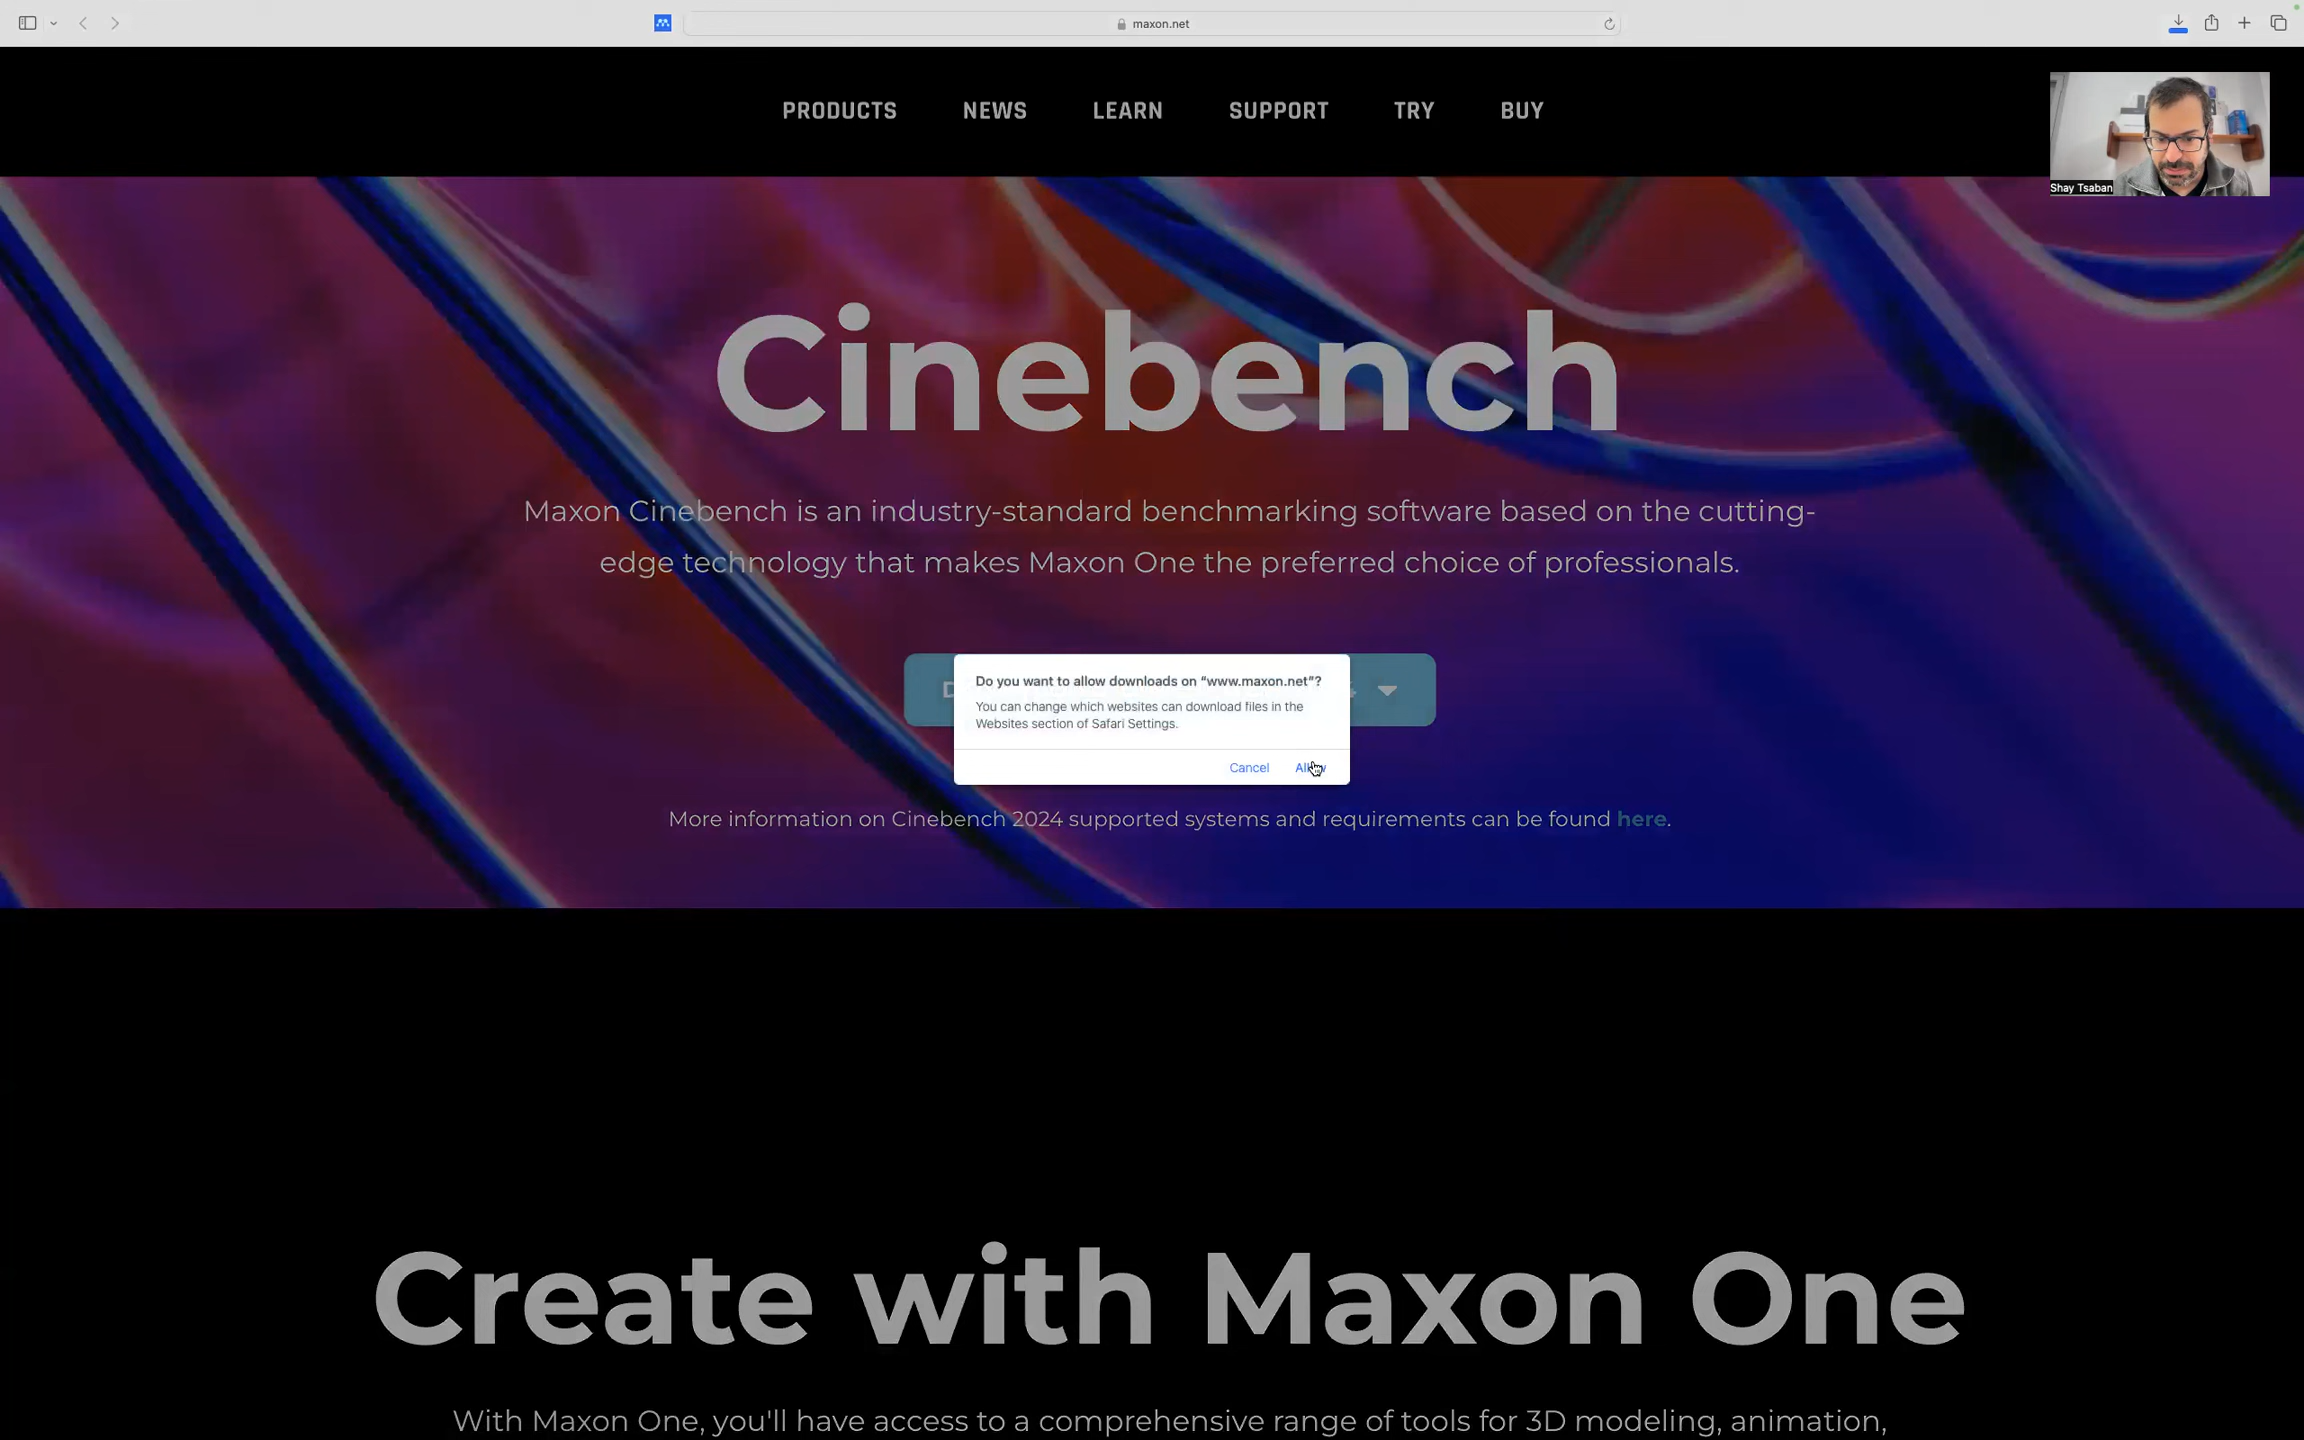 maxon.net
PRODUCTS NEWS LEARN SUPPORT TRY BUY
Shay Tsaban
Cinebench
Maxon Cinebench is an industry-standard benchmarking software based on the cutting-
edge technology that makes Maxon One the preferred choice of professionals.
Do you want to allow downloads on “www.maxon.net”?
You can change which websites can download files in the
Websites section of Safari Settings.
Cancel
More information on Cinebench 2024 supported systems and requirements can be found here.
Create with Maxon One
With Maxon One, you'll have access to a comprehensive range of tools for 3D modeling, animation,